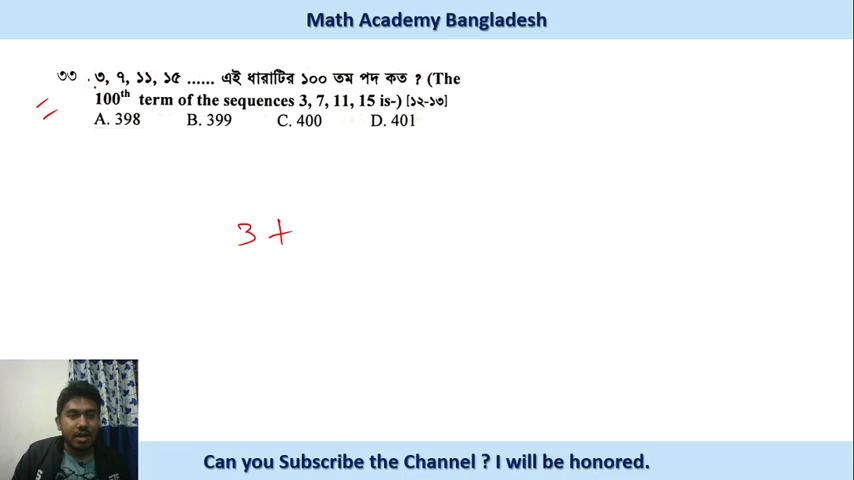 Math Academy Bangladesh
৩৩ . ৩, ৭, ১১, ১৫ ...... এই ধারাটির ১০০ তম পদ কত ? (The
100th term of the sequences 3, 7, 11, 15 is-) [১২-১৩]
A. 398 B. 399 C. 400 D. 401
3 +
Can you Subscribe the Channel ? I will be honored.